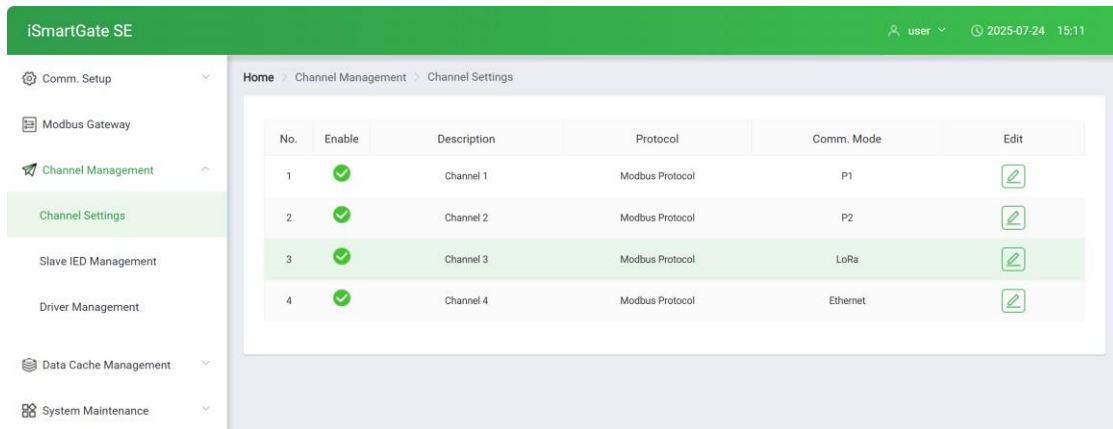 iSmartGate SE
user 2025-07-24 15:11
Comm. Setup
Modbus Gateway
Channel Management
Channel Settings
Slave IED Management
Driver Management
Data Cache Management
System Maintenance
Home > Channel Management > Channel Settings
No. Enable Description Protocol Comm. Mode Edit
1 Channel 1 Modbus Protocol P1
2 Channel 2 Modbus Protocol P2
3 Channel 3 Modbus Protocol LoRa
4 Channel 4 Modbus Protocol Ethernet